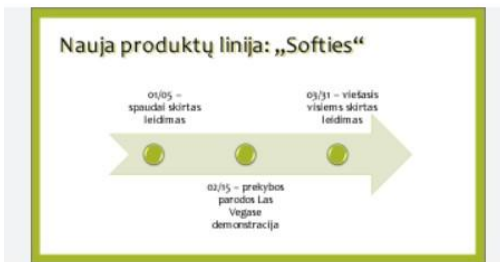 Nauja produktų linija: „Softies“
01/05 –
spaudai skirtas
leidimas
02/15 – prekybos
parodos Las
Vegase
demonstracija
03/31 – viešasis
visiems skirtas
leidimas